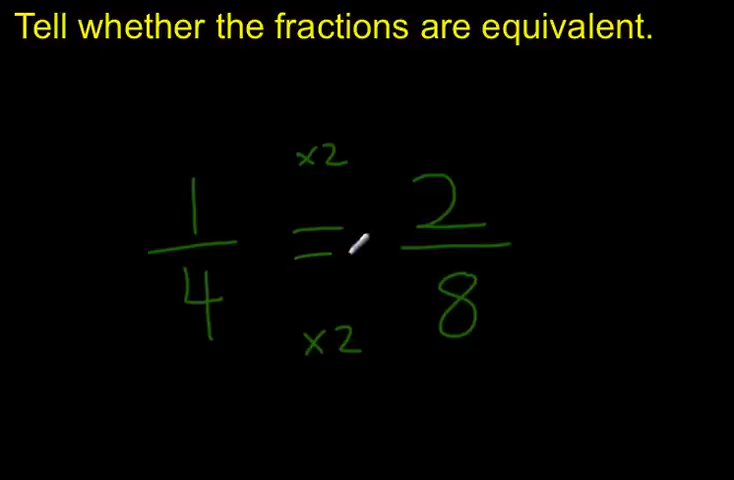 Tell whether the fractions are equivalent.
×2
1/4 = 2/8
×2